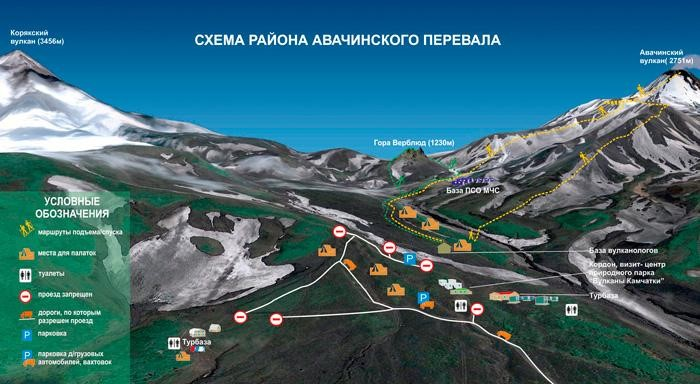 СХЕМА РАЙОНА АВАЧИНСКОГО ПЕРЕВАЛА
Корякский
вулкан (3456м)
Авачинский
вулкан( 2751м)
Гора Верблюд (1230м)
База ПСО МЧС
База вулканологов
Кордон, визит- центр
природного парка
"Вулканы Камчатки"
Турбаза
Турбаза
УСЛОВНЫЕ
ОБОЗНАЧЕНИЯ
маршруты подъема/спуска
места для палаток
туалеты
проезд запрещен
дороги, по которым
разрешен проезд
P парковка
P парковка д/грузовых
автомобилей, вахтовок
P
P